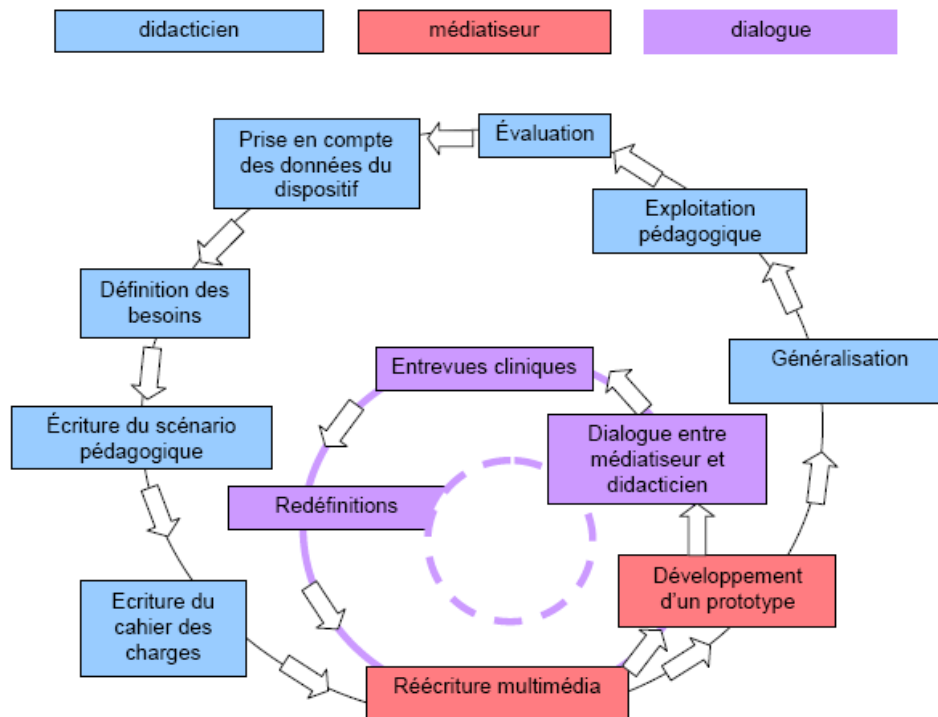 didacticien
médiatiseur
dialogue
Évaluation
Prise en compte
des données du
dispositif
Exploitation
pédagogique
Définition des
besoins
Généralisation
Entrevues cliniques
Écriture du scénario
pédagogique
Dialogue entre
médiatiseur et
didacticien
Redéfinitions
Développement
d'un prototype
Ecriture du
cahier des
charges
Réécriture multimédia